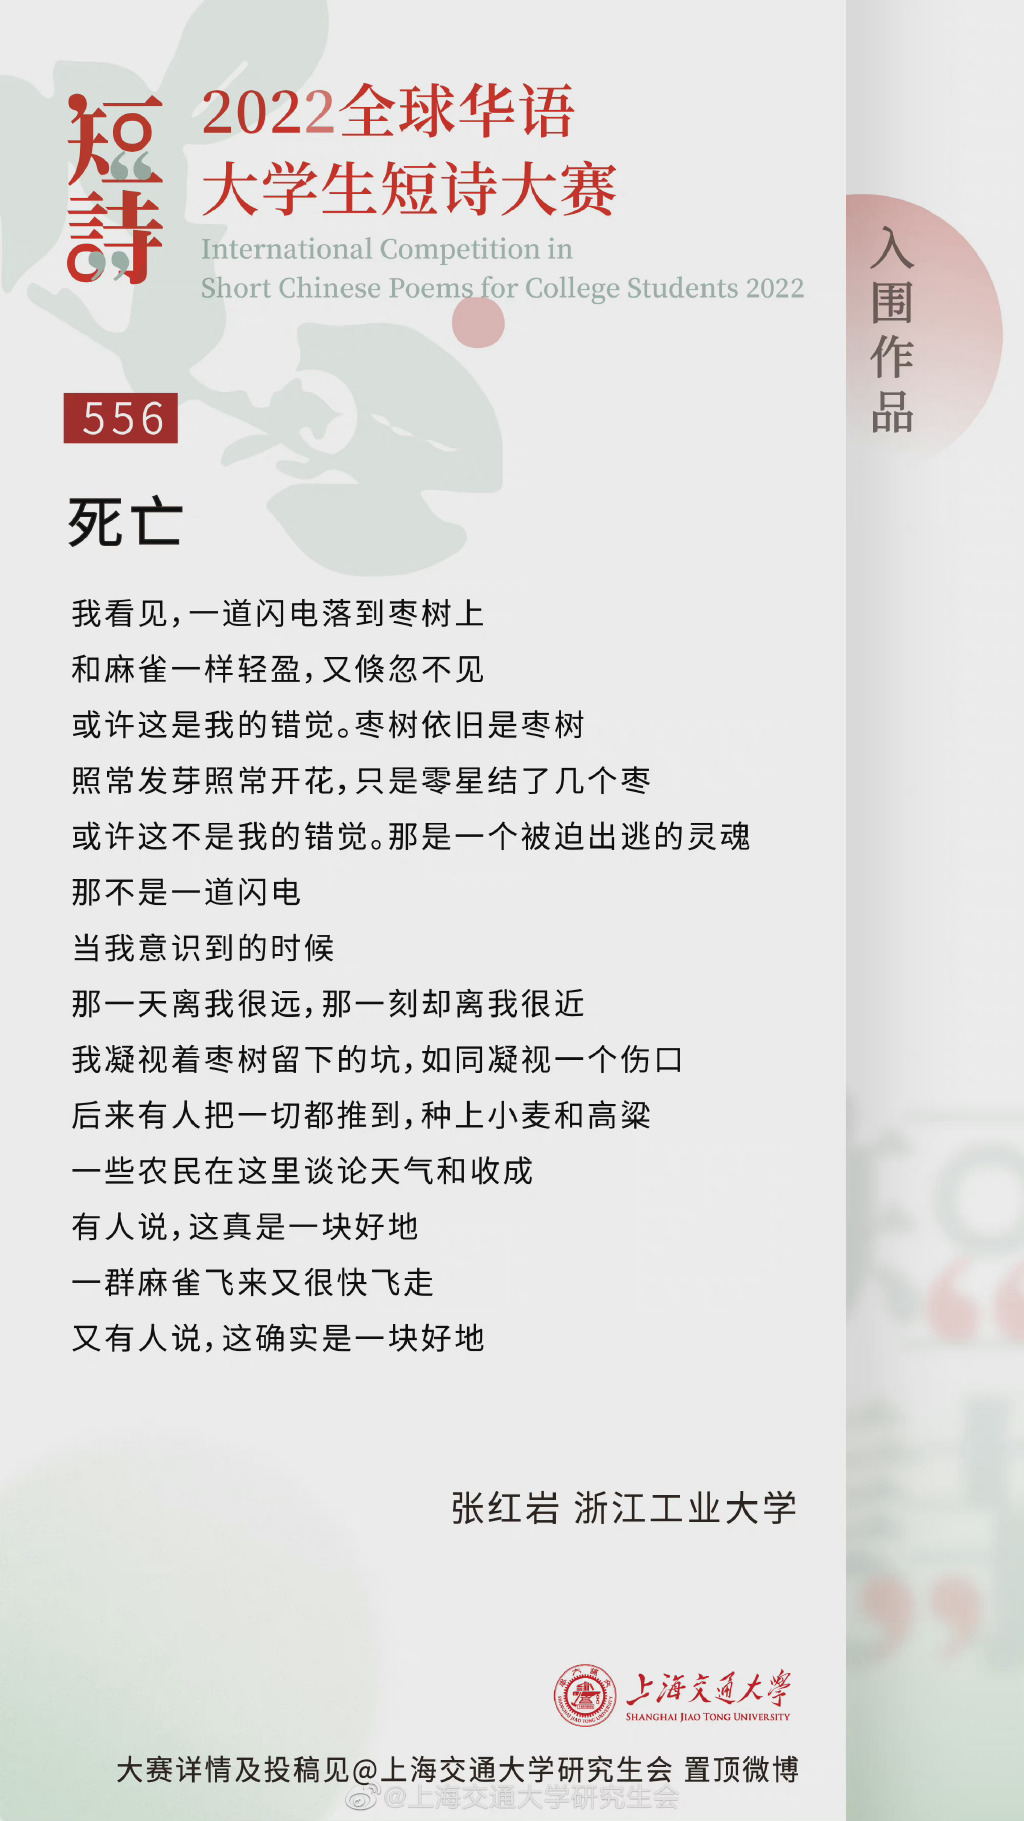 短詩
2022全球华语
大学生短诗大赛
International Competition in
Short Chinese Poems for College Students 2022
入围作品
556
死亡
我看见，一道闪电落到枣树上
和麻雀一样轻盈，又倏忽不见
或许这是我的错觉。枣树依旧是枣树
照常发芽照常开花，只是零星结了几个枣
或许这不是我的错觉。那是一个被迫出逃的灵魂
那不是一道闪电
当我意识到的时候
那一天离我很远，那一刻却离我很近
我凝视着枣树留下的坑，如同凝视一个伤口
后来有人把一切都推到，种上小麦和高粱
一些农民在这里谈论天气和收成
有人说，这真是一块好地
一群麻雀飞来又很快飞走
又有人说，这确实是一块好地
张红岩 浙江工业大学
上海交通大学
SHANGHAI JIAO TONG UNIVERSITY
大赛详情及投稿见@上海交通大学研究生会 置顶微博
@上海交通大学研究生会